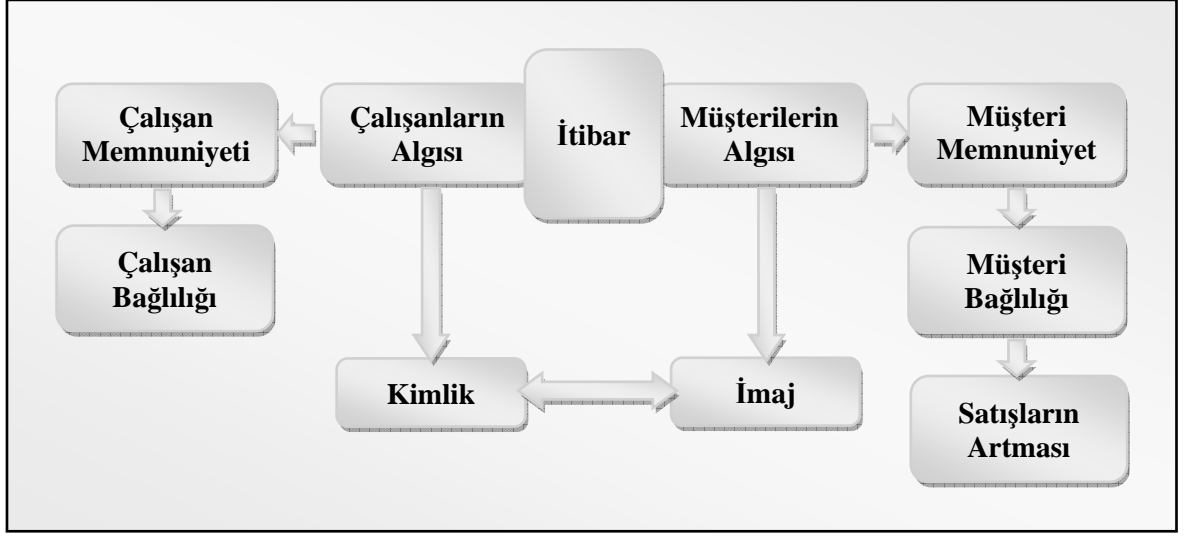 Çalışan
Memnuniyeti
Çalışanların
Algısı
İtibar
Müşterilerin
Algısı
Müşteri
Memnuniyet
Çalışan
Bağlılığı
Müşteri
Bağlılığı
Kimlik
İmaj
Satışların
Artması